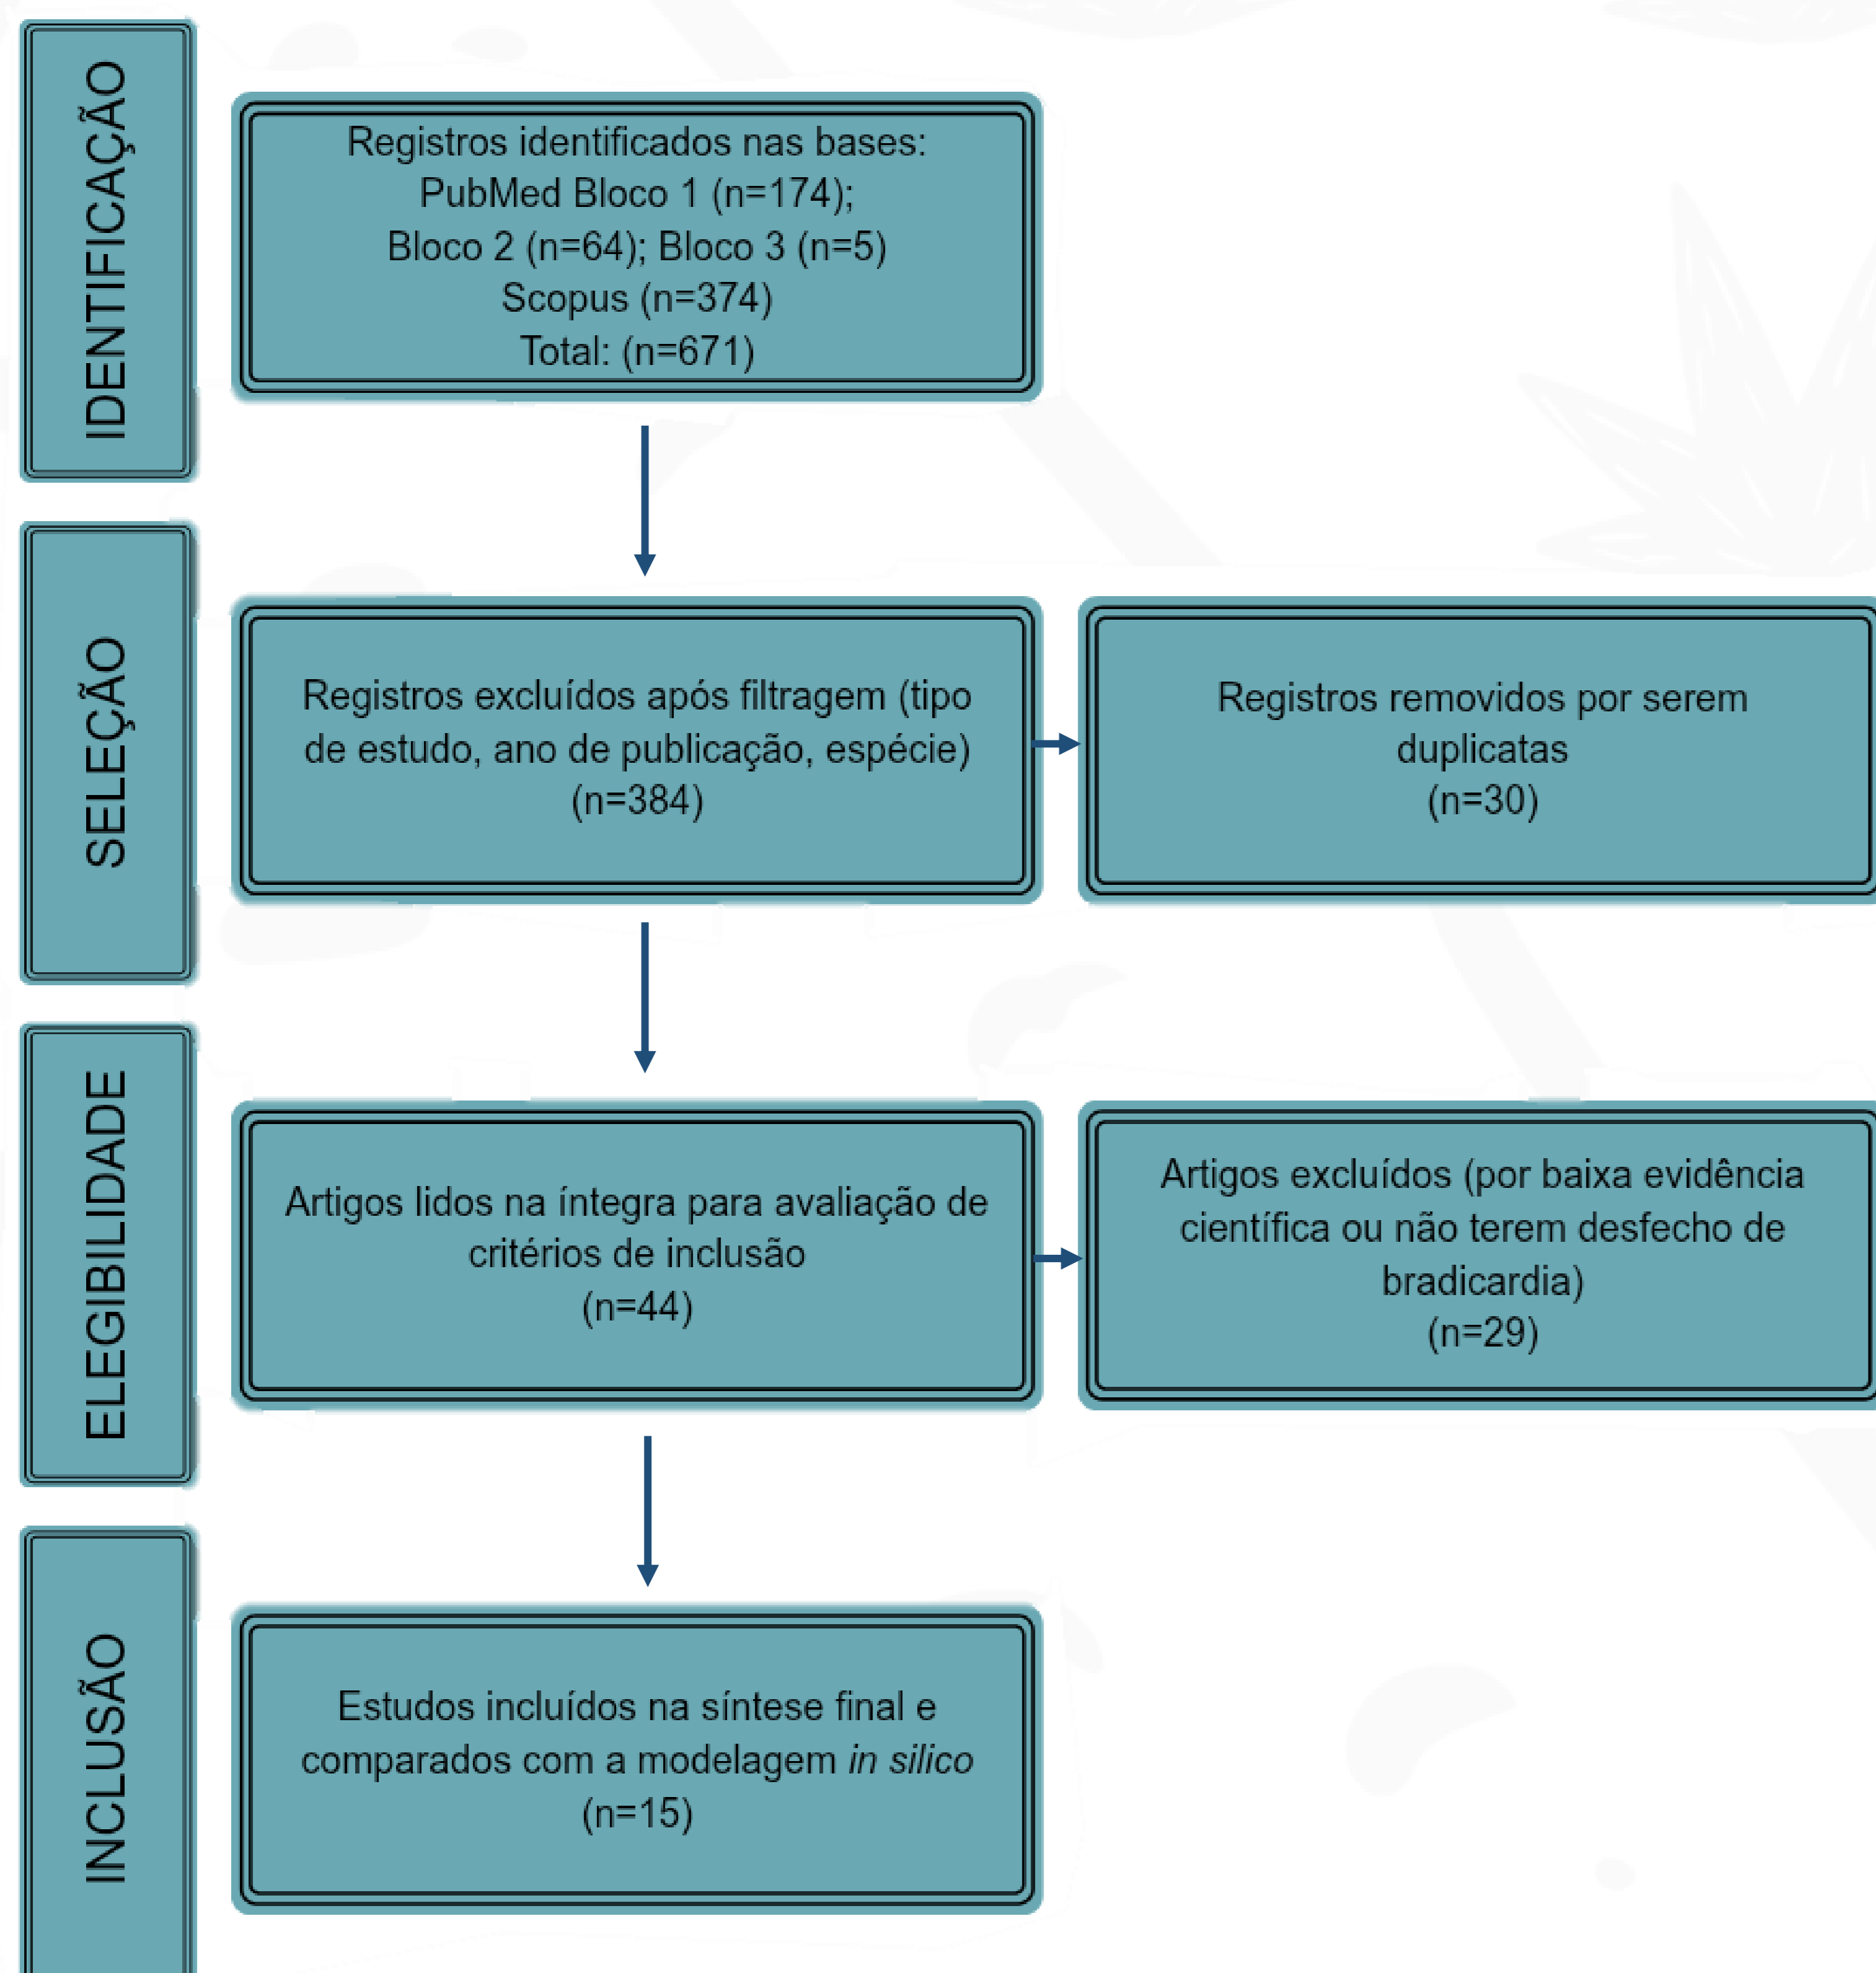 IDENTIFICAÇÃO
Registros identificados nas bases:
PubMed Bloco 1 (n=174);
Bloco 2 (n=64); Bloco 3 (n=5)
Scopus (n=374)
Total: (n=671)
SELEÇÃO
Registros excluídos após filtragem (tipo
de estudo, ano de publicação, espécie)
(n=384)
Registros removidos por serem
duplicatas
(n=30)
ELEGIBILIDADE
Artigos lidos na íntegra para avaliação de
critérios de inclusão
(n=44)
Artigos excluídos (por baixa evidência
científica ou não terem desfecho de
bradicardia)
(n=29)
INCLUSÃO
Estudos incluídos na síntese final e
comparados com a modelagem in silico
(n=15)